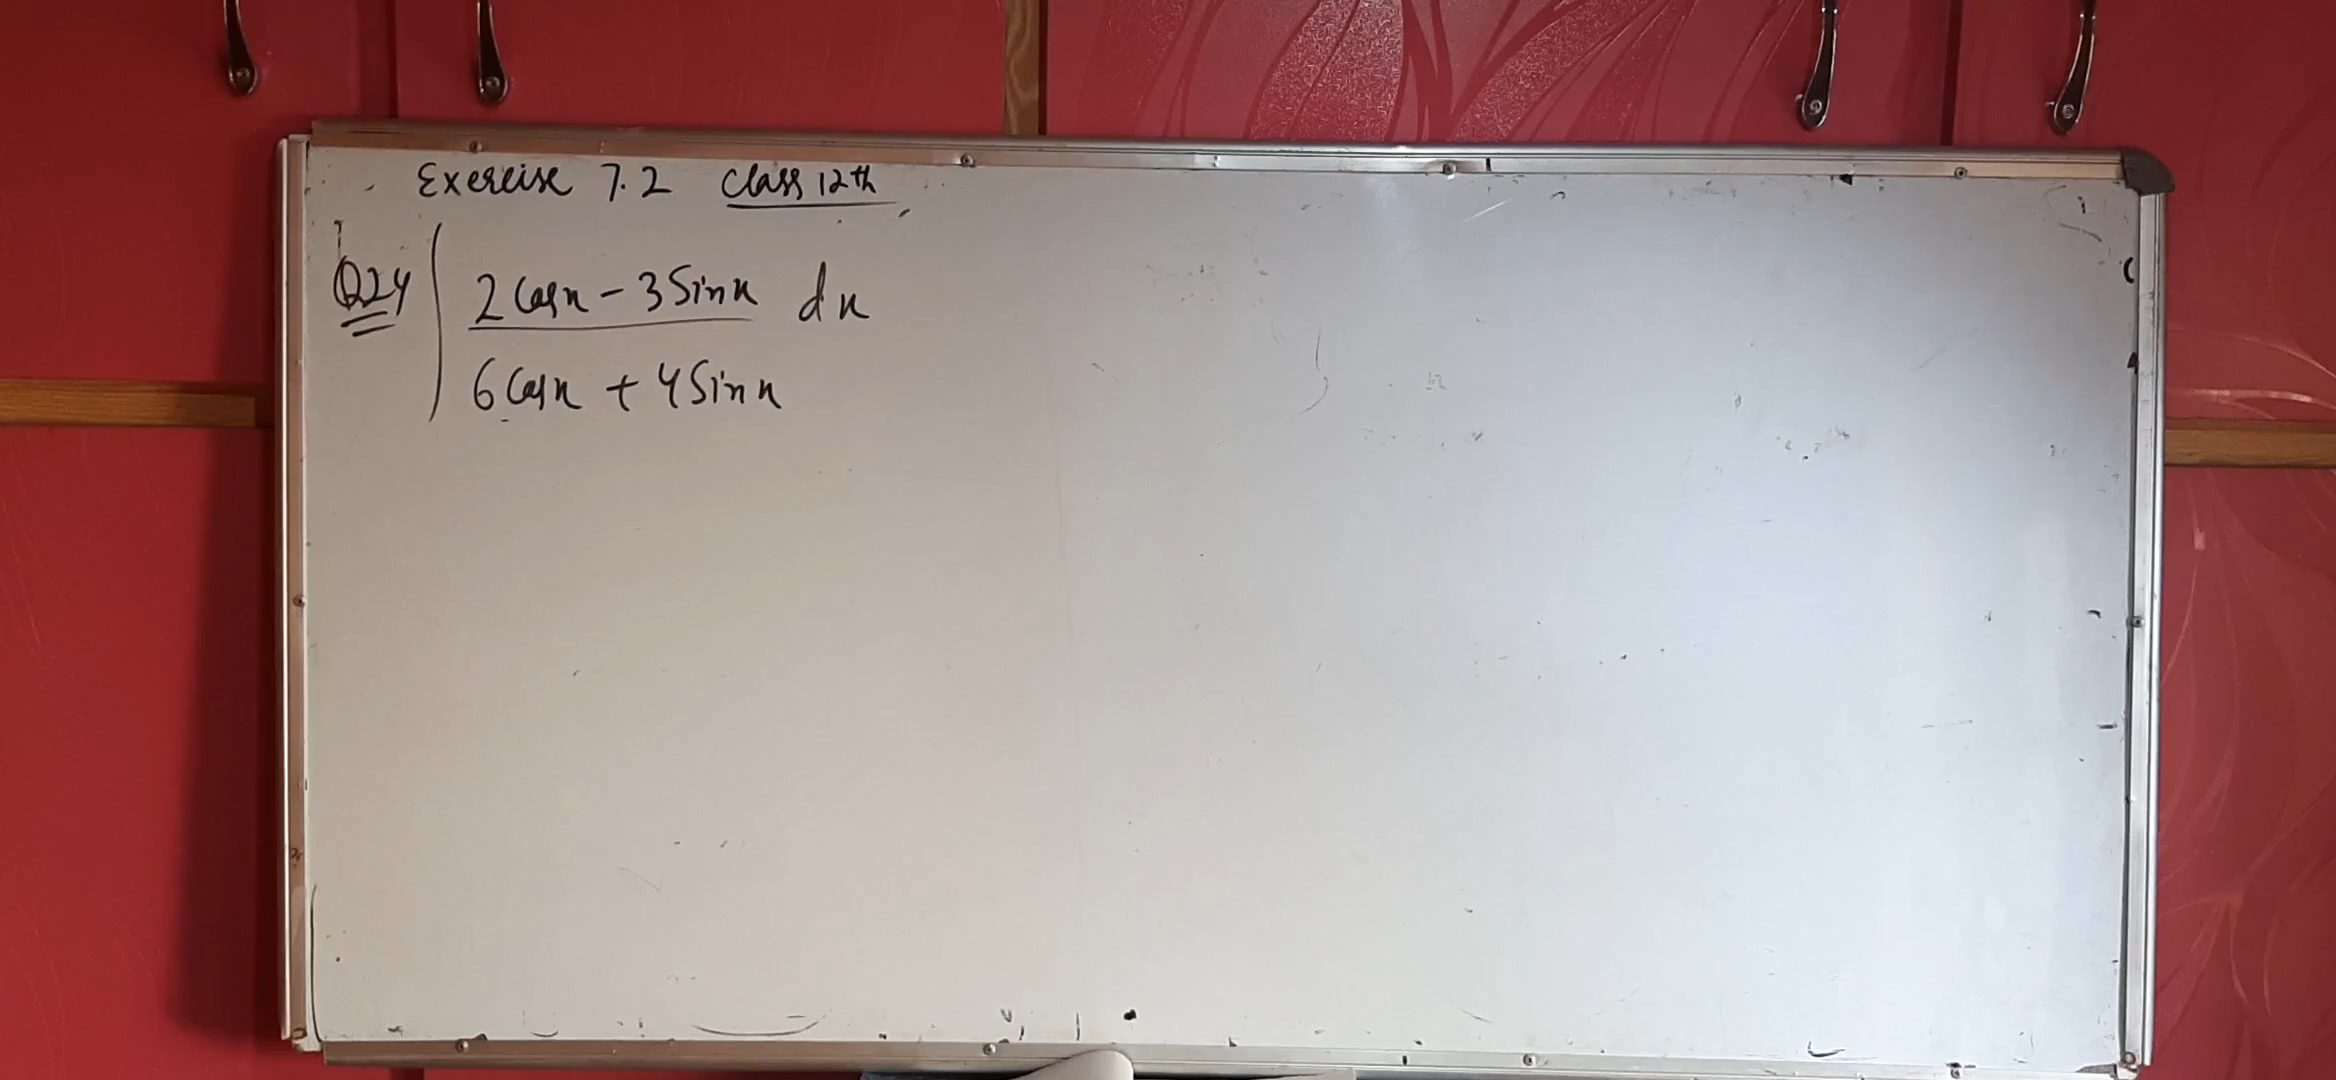 Exercise 7.2 Class 12th
Q24 ∫ 2 Cosx - 3 Sinx dx
6 Cosx + 4 Sinx